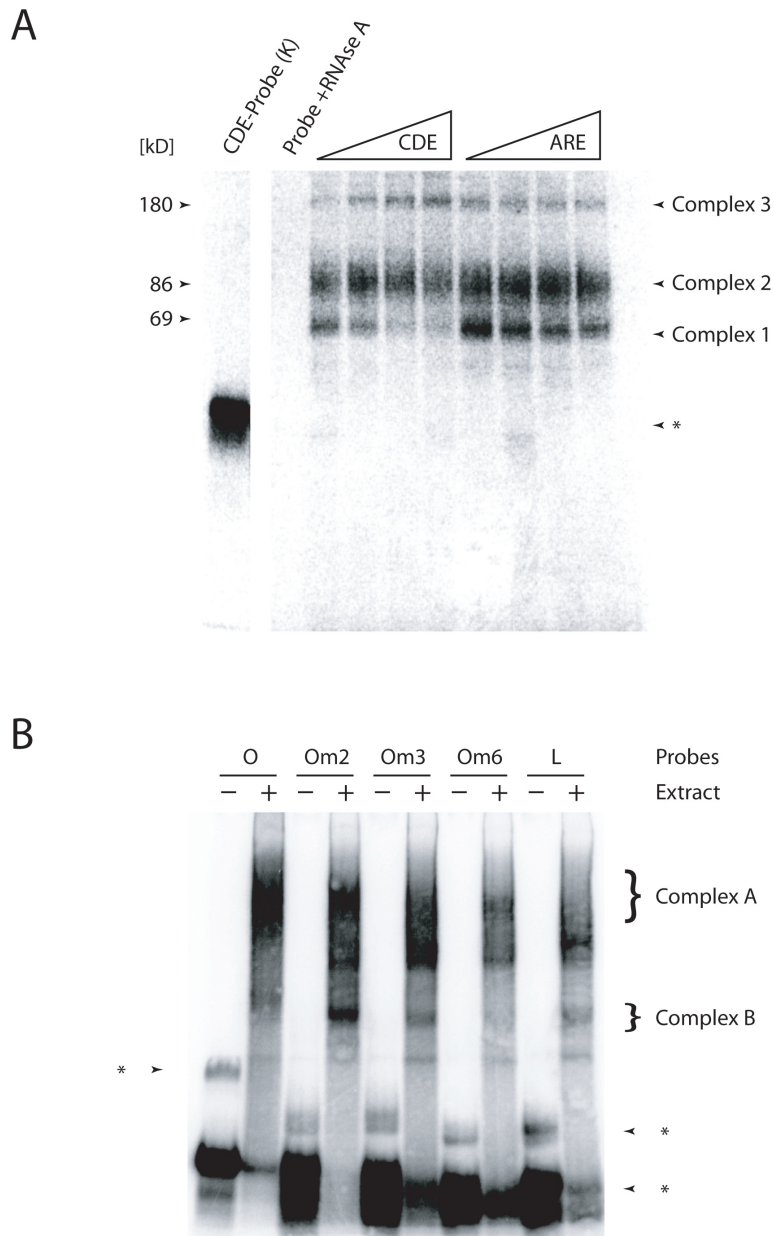 A
CDE-Probe (K)
Probe +RNAse A
[kD]
CDE
ARE
180
Complex 3
86
Complex 2
69
Complex 1
*
B
O Om2 Om3 Om6 L Probes
− + − + − + − + − + Extract
Complex A
Complex B
*
*
*